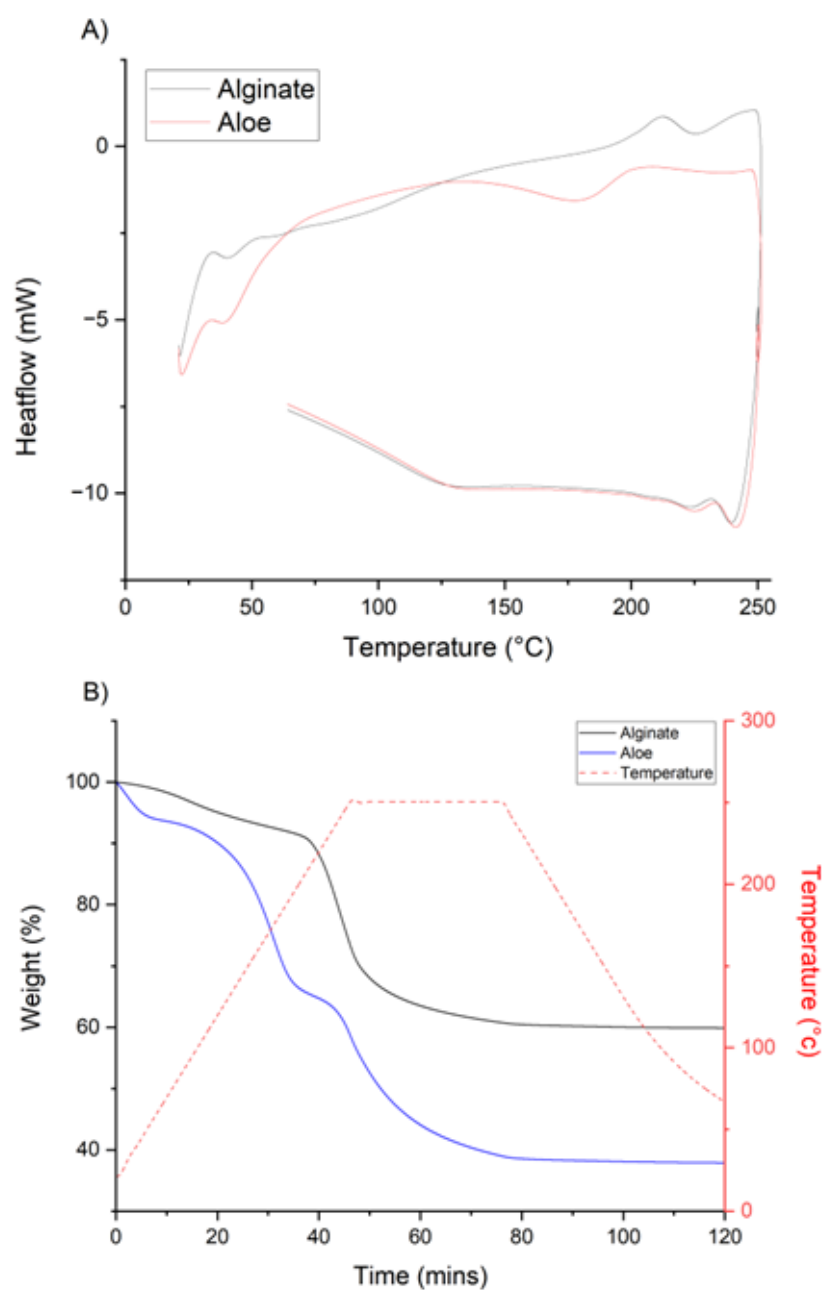 A)
Alginate
Aloe
0
−5
−10
Heatflow (mW)
0
50
100
150
200
250
Temperature (°C)
B)
Alginate
Aloe
Temperature
100
80
60
40
Weight (%)
300
200
100
0
Temperature (°c)
0
20
40
60
80
100
120
Time (mins)